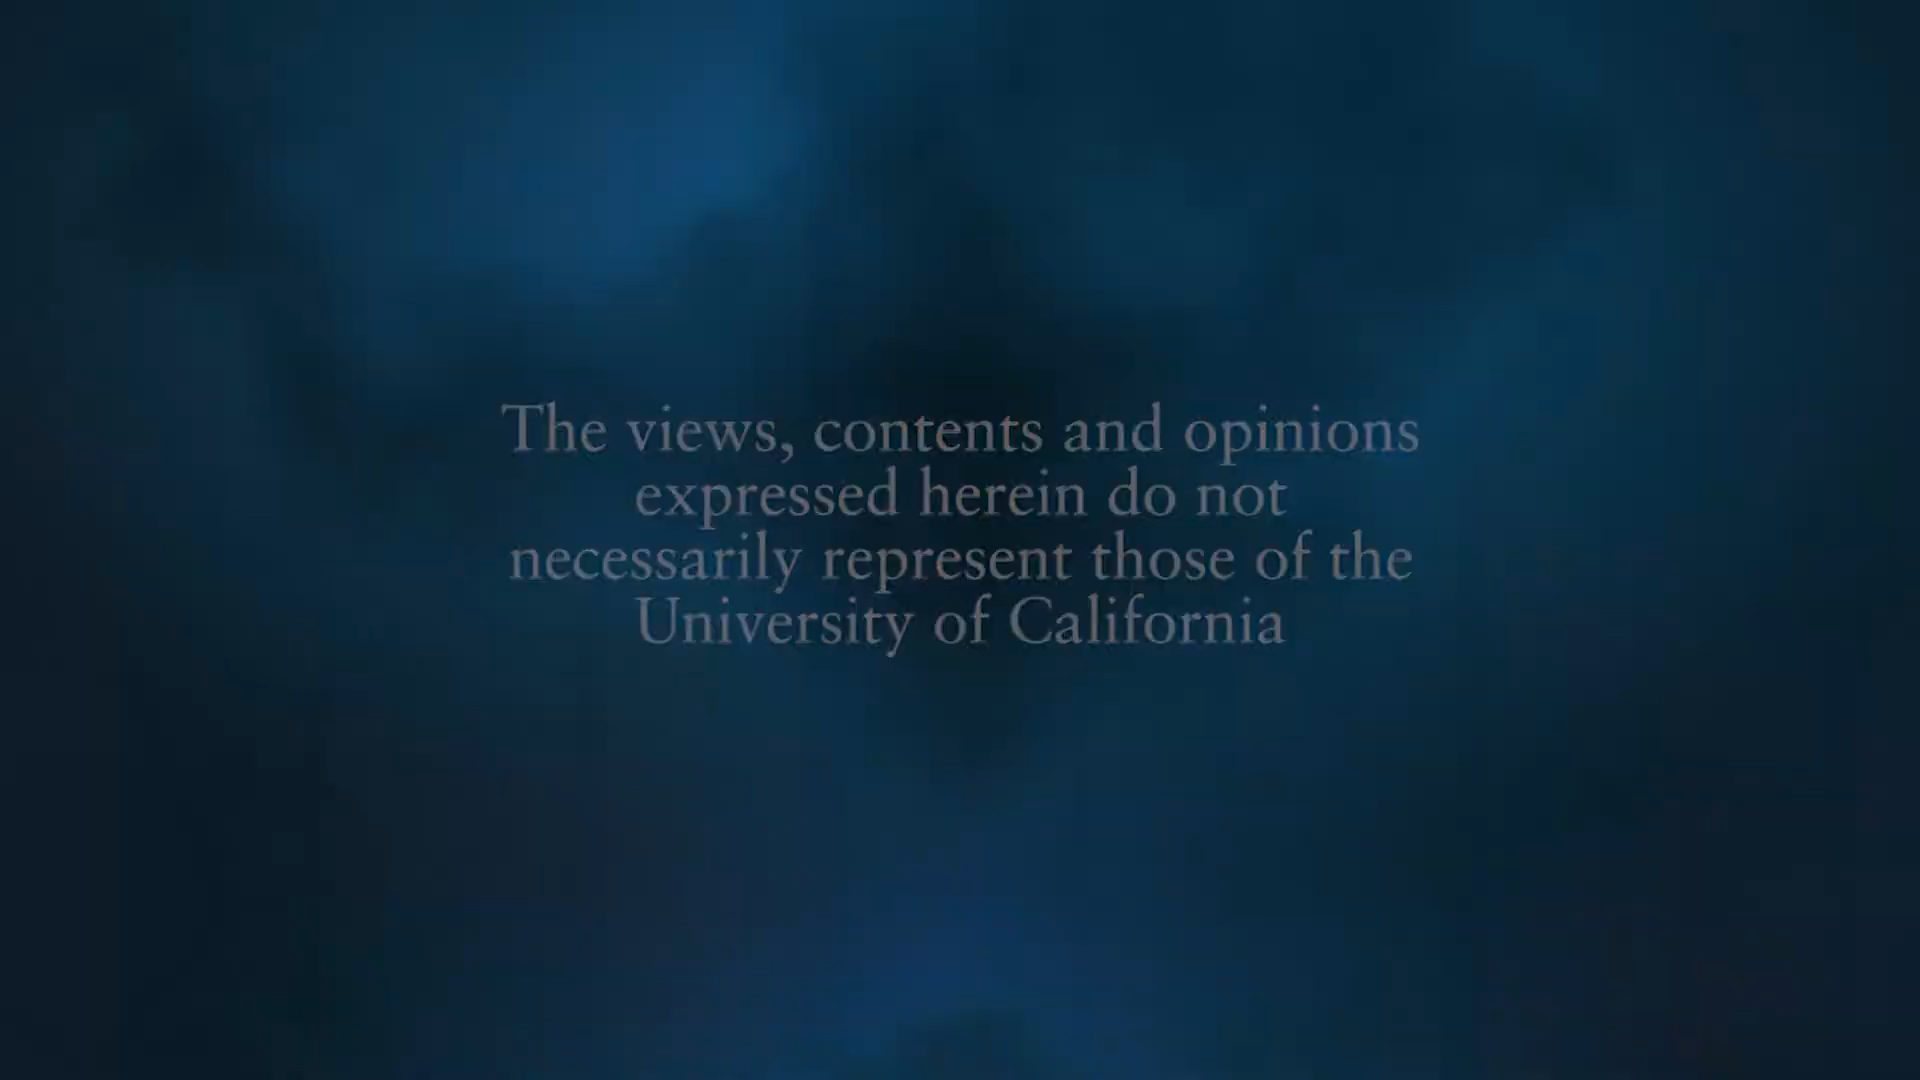 The views, contents and opinions
expressed herein do not
necessarily represent those of the
University of California